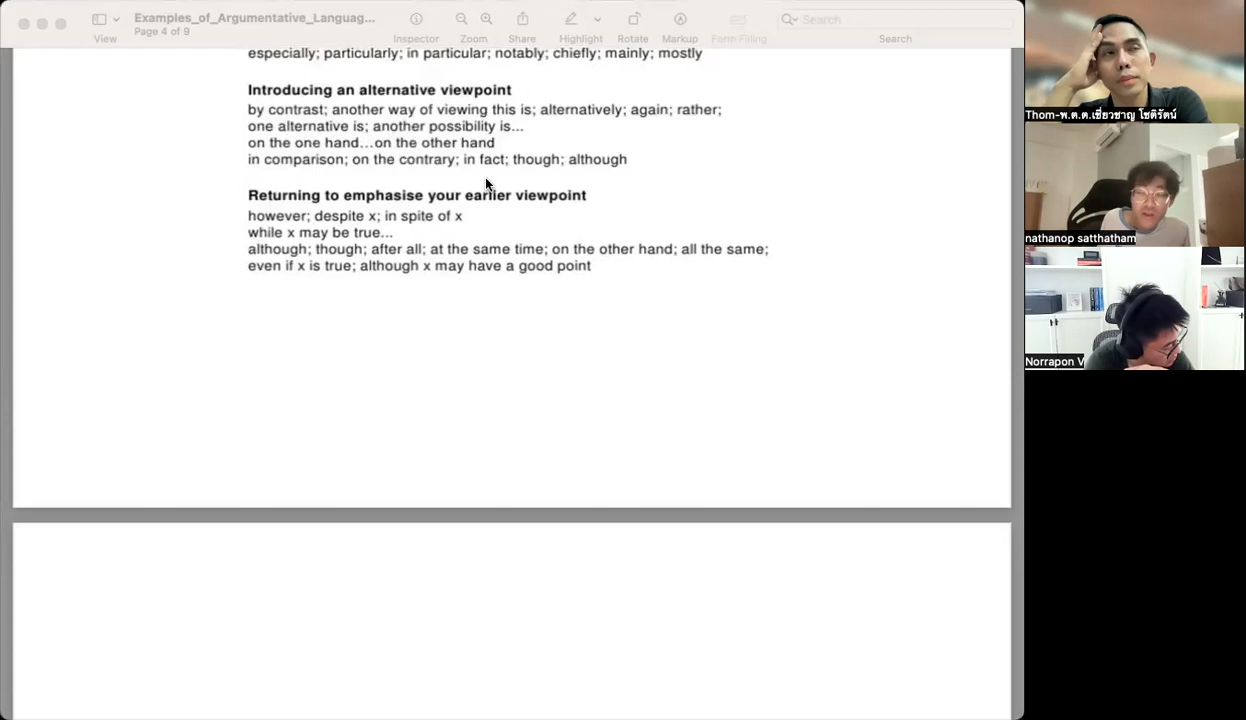 Examples_of_Argumentative_Languag...
Page 4 of 9
View
Inspector
Zoom
Share
Highlight
Rotate
Markup
Form Filling
Search
Search
especially; particularly; in particular; notably; chiefly; mainly; mostly
Introducing an alternative viewpoint
by contrast; another way of viewing this is; alternatively; again; rather;
one alternative is; another possibility is...
on the one hand...on the other hand
in comparison; on the contrary; in fact; though; although
Returning to emphasise your earlier viewpoint
however; despite x; in spite of x
while x may be true...
although; though; after all; at the same time; on the other hand; all the same;
even if x is true; although x may have a good point
Thom-พ.ต.ต.เชี่ยวชาญ โชติรัตน์
nathanop satthatham
Norrapon V